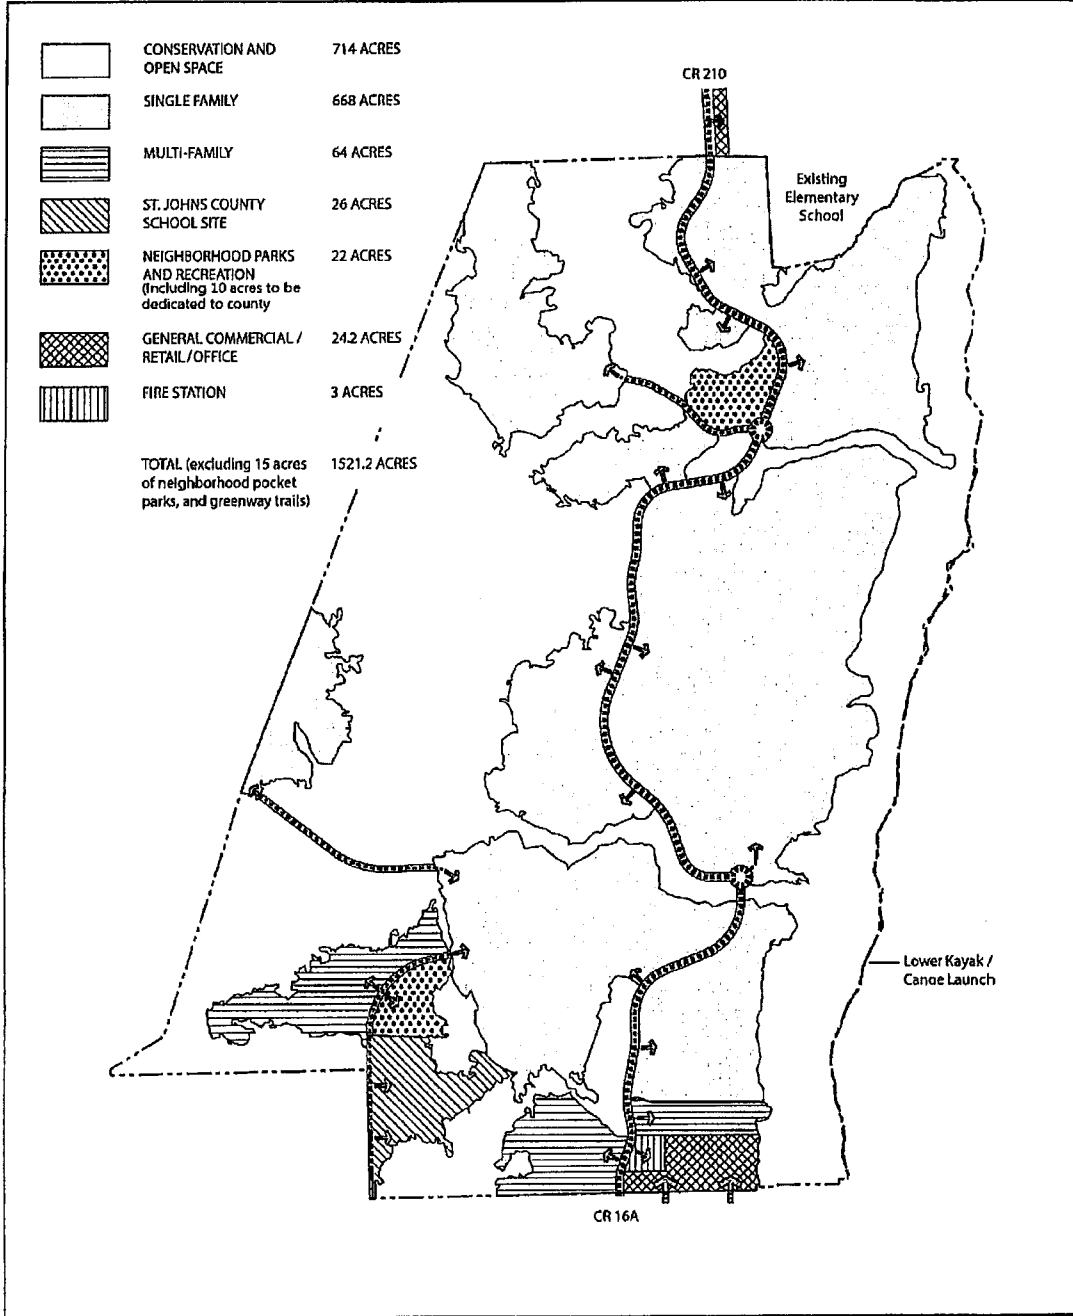 CONSERVATION AND 714 ACRES
OPEN SPACE
SINGLE FAMILY 668 ACRES
MULTI-FAMILY 64 ACRES
ST. JOHNS COUNTY 26 ACRES
SCHOOL SITE
NEIGHBORHOOD PARKS 22 ACRES
AND RECREATION
(Including 10 acres to be
dedicated to county
GENERAL COMMERCIAL / 24.2 ACRES
RETAIL/OFFICE
FIRE STATION 3 ACRES
TOTAL (excluding 15 acres 1521.2 ACRES
of neighborhood pocket
parks, and greenway trails)
CR 210
Existing
Elementary
School
Lower Kayak /
Canoe Launch
CR 16A